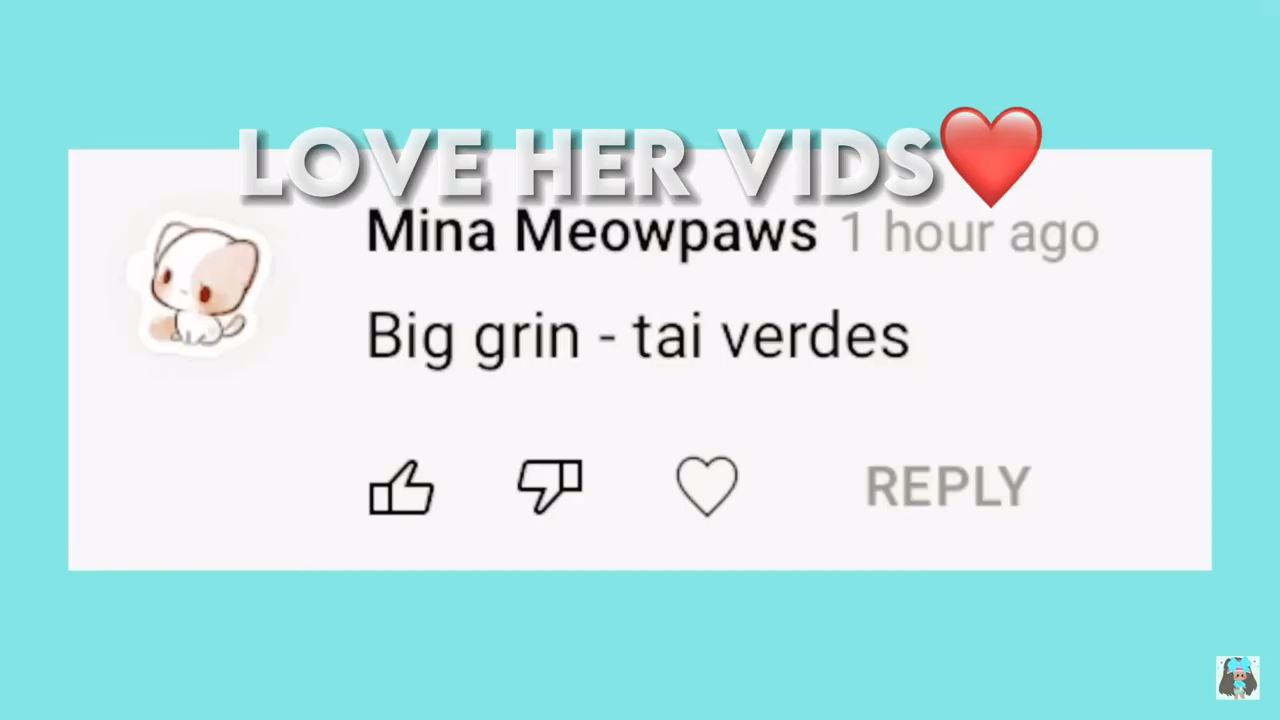 LOVE HER VIDS❤️
Mina Meowpaws 1 hour ago
Big grin - tai verdes
REPLY